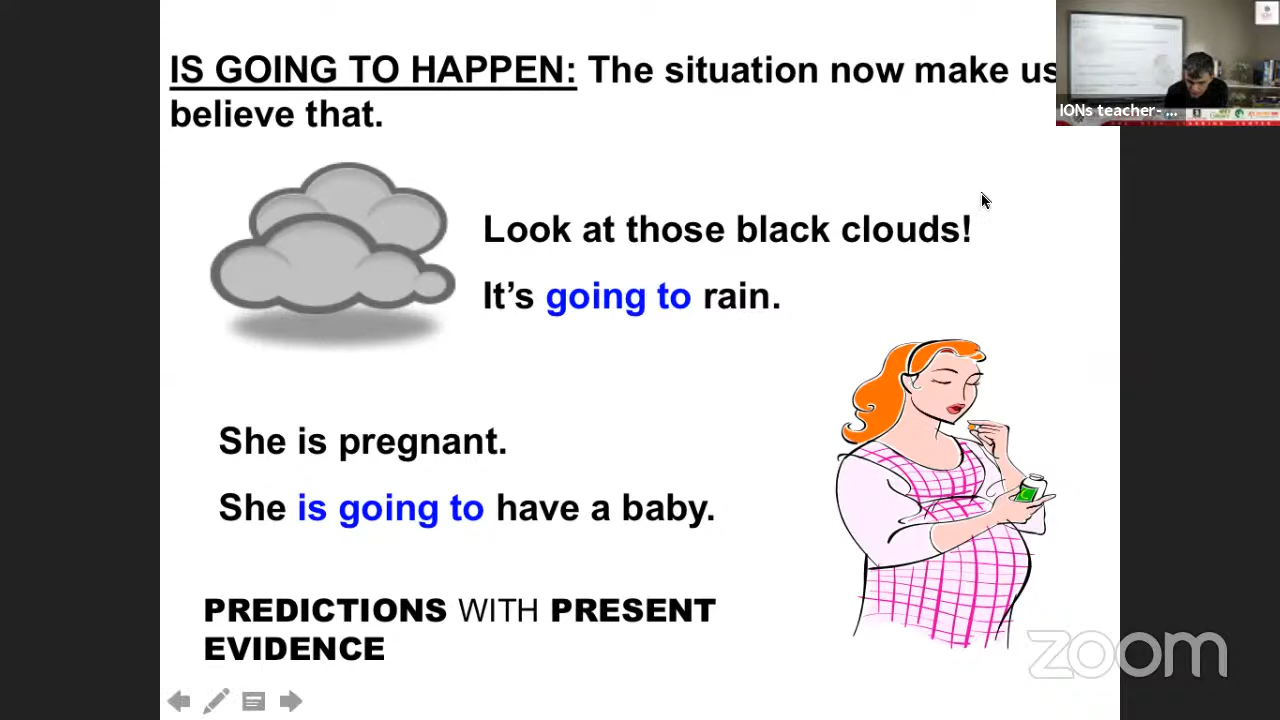 IS GOING TO HAPPEN: The situation now make us
believe that.
IONs teacher- ...
Look at those black clouds!
It’s going to rain.
She is pregnant.
She is going to have a baby.
PREDICTIONS WITH PRESENT
EVIDENCE
zoom